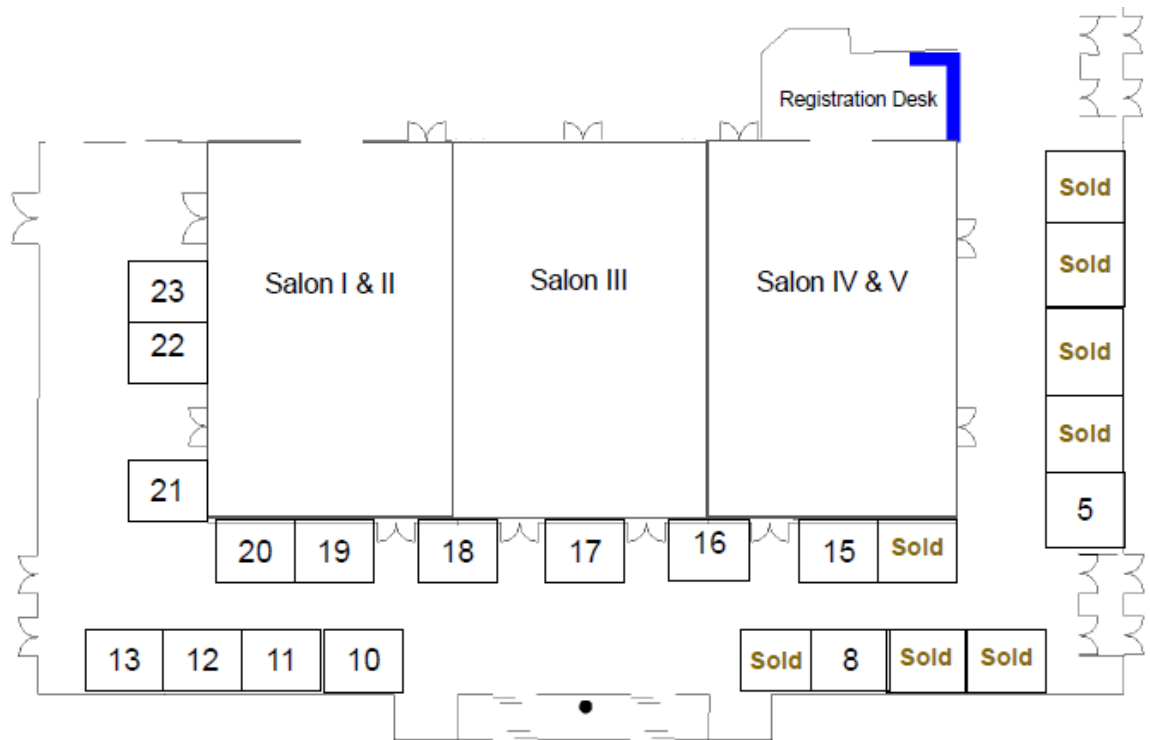 Registration Desk
Sold
Sold
Salon I & II
Salon III
Salon IV & V
23
22
Sold
Sold
21
5
20
19
18
17
16
15
Sold
13
12
11
10
Sold
8
Sold
Sold